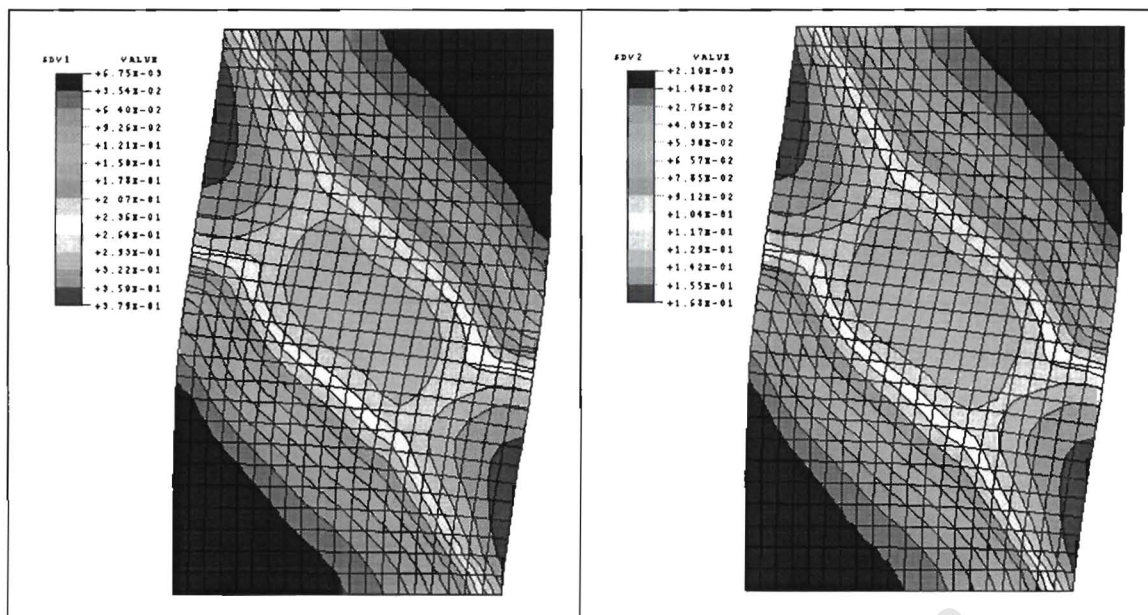 SDV1 VALUE
+6.75E-03
+3.54E-02
+6.40E-02
+9.26E-02
+1.21E-01
+1.50E-01
+1.78E-01
+2.07E-01
+2.36E-01
+2.64E-01
+2.93E-01
+3.22E-01
+3.50E-01
+3.79E-01
SDV2 VALUE
+2.10E-03
+1.48E-02
+2.76E-02
+4.03E-02
+5.30E-02
+6.57E-02
+7.85E-02
+9.12E-02
+1.04E-01
+1.17E-01
+1.29E-01
+1.42E-01
+1.55E-01
+1.68E-01